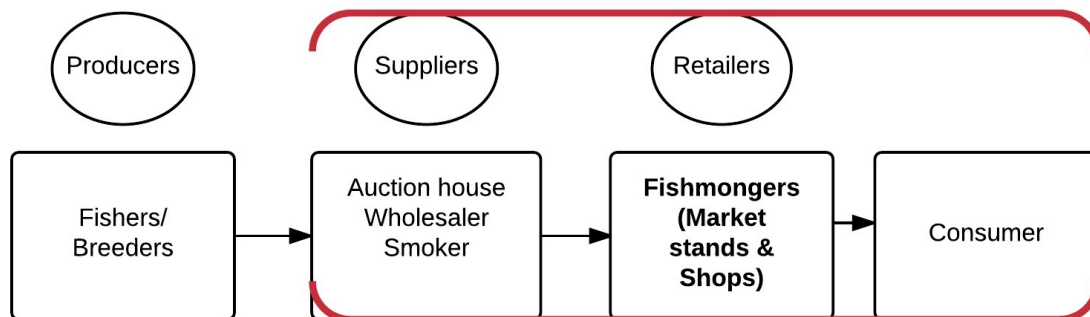 Producers
Suppliers
Retailers
Fishers/
Breeders
Auction house
Wholesaler
Smoker
Fishmongers
(Market
stands &
Shops)
Consumer